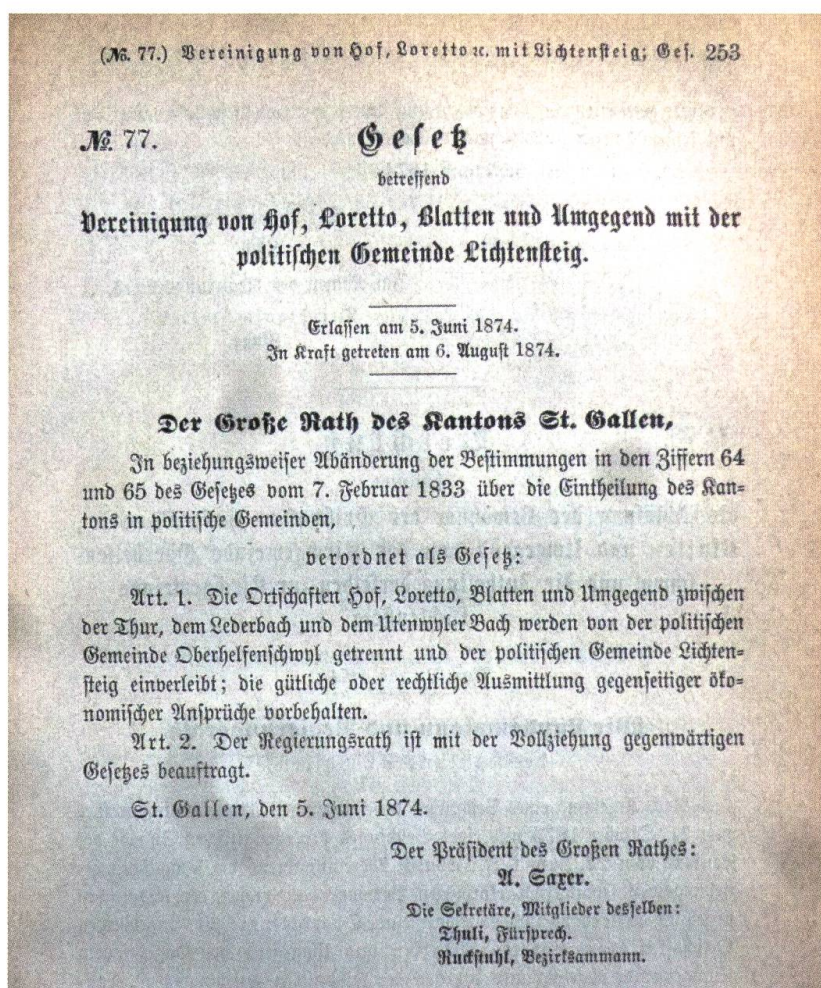 (№ 77.) Vereinigung von Hof, Loretto ꝛc. mit Lichtensteig; Ges. 253
№ 77.
Gesetz
betreffend
Vereinigung von Hof, Loretto, Blatten und Umgegend mit der
politischen Gemeinde Lichtensteig.
Erlassen am 5. Juni 1874.
In Kraft getreten am 6. August 1874.
Der Große Rath des Kantons St. Gallen,
In beziehungsweiser Abänderung der Bestimmungen in den Ziffern 64
und 65 des Gesetzes vom 7. Februar 1833 über die Eintheilung des Kan-
tons in politische Gemeinden,
verordnet als Gesetz:
Art. 1. Die Ortschaften Hof, Loretto, Blatten und Umgegend zwischen
der Thur, dem Lederbach und dem Utenwyler Bach werden von der politischen
Gemeinde Oberhelfenschwyl getrennt und der politischen Gemeinde Lichten-
steig einverleibt; die gütliche oder rechtliche Ausmittlung gegenseitiger öko-
nomischer Ansprüche vorbehalten.
Art. 2. Der Regierungsrath ist mit der Vollziehung gegenwärtigen
Gesetzes beauftragt.
St. Gallen, den 5. Juni 1874.
Der Präsident des Großen Rathes:
A. Saxer.
Die Sekretäre, Mitglieder desselben:
Thuli, Fürsprech.
Ruckstuhl, Bezirksammann.